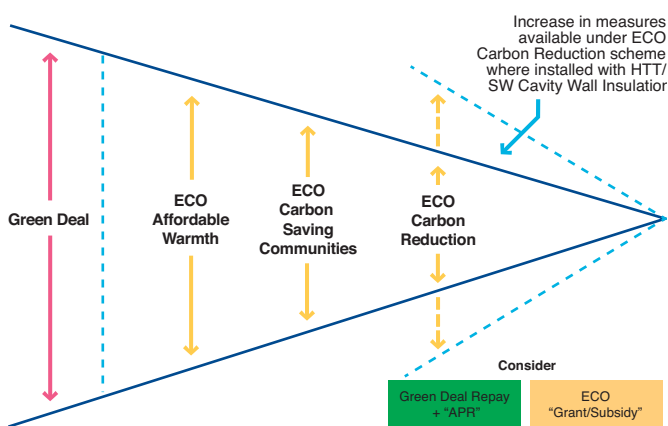 Increase in measures
available under ECO
Carbon Reduction scheme
where installed with HTT/
SW Cavity Wall Insulation
Green Deal
ECO
Affordable
Warmth
ECO
Carbon
Saving
Communities
ECO
Carbon
Reduction
Consider
Green Deal Repay
+ “APR”
ECO
“Grant/Subsidy”